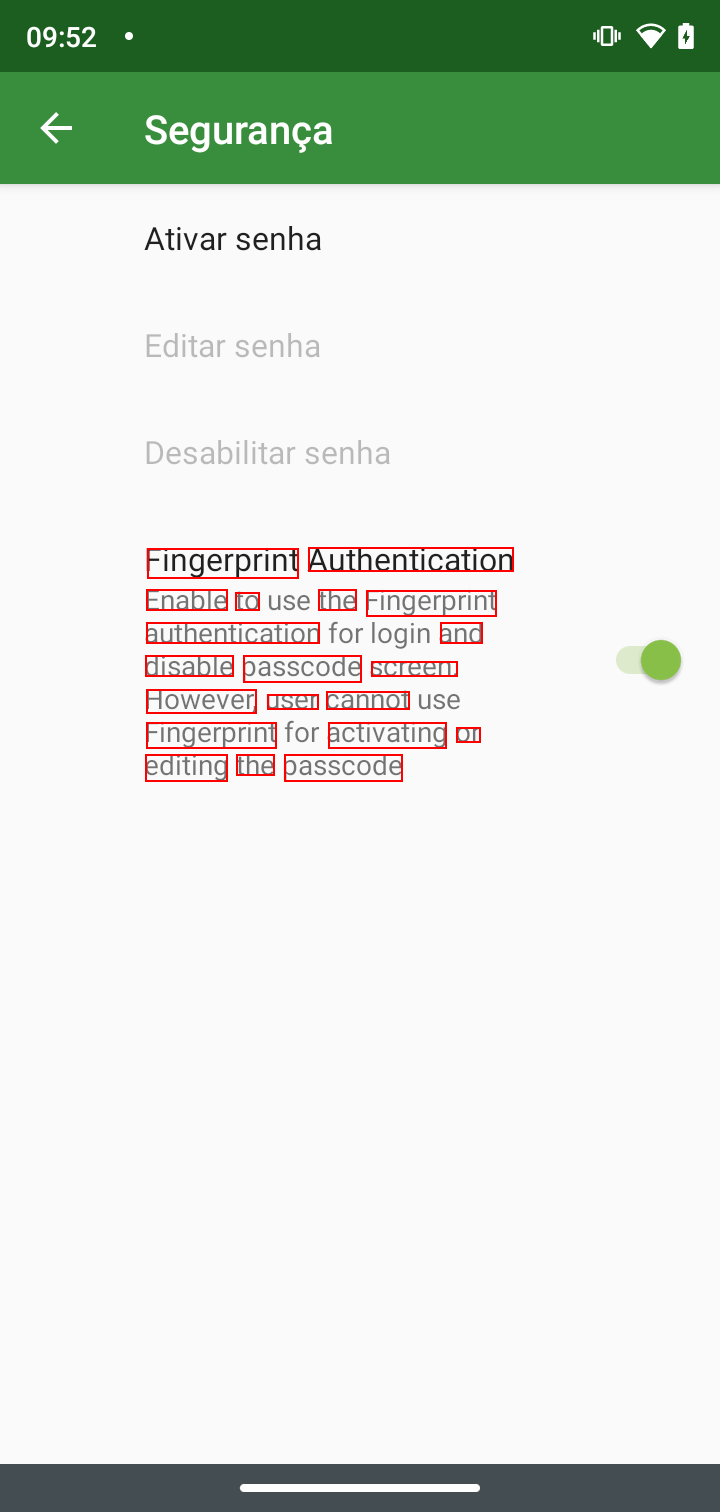 09:52
Segurança
Ativar senha
Editar senha
Desabilitar senha
Fingerprint Authentication
Enable to use the Fingerprint
authentication for login and
disable passcode screen.
However, user cannot use
Fingerprint for activating or
editing the passcode